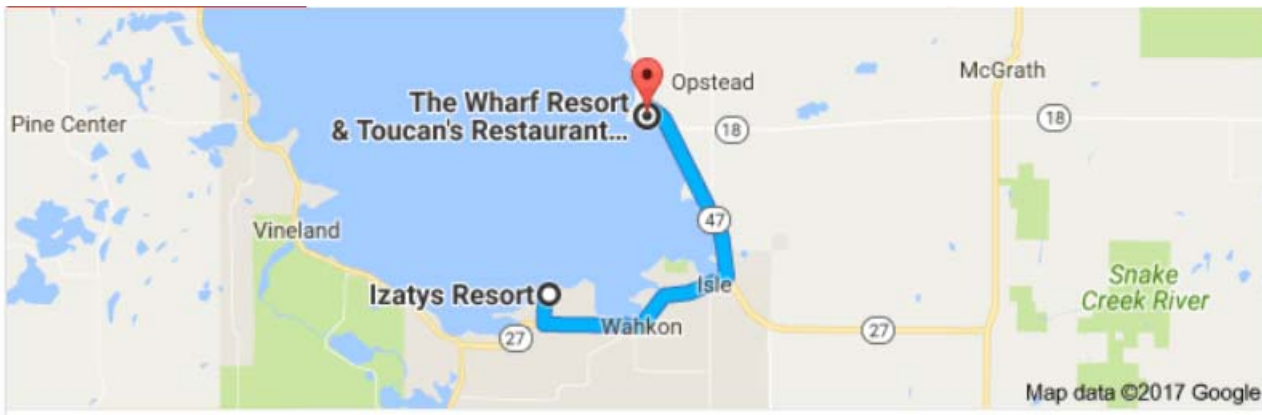 Opstead
McGrath
The Wharf Resort
& Toucan's Restaurant...
Pine Center
18
18
47
Vineland
Isle
Izatys Resort
Snake
Creek River
Wahkon
27
27
Map data ©2017 Google